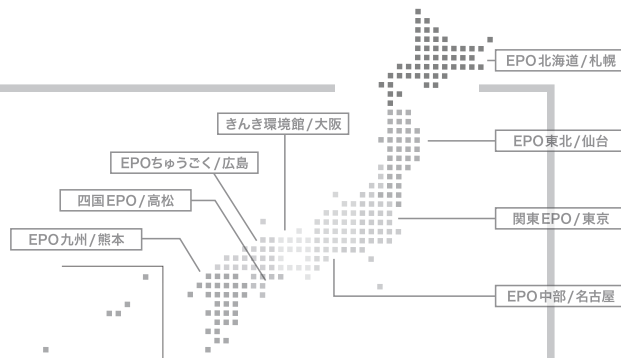 EPO北海道/札幌
きんき環境館/大阪
EPO東北/仙台
EPOちゅうごく/広島
四国EPO/高松
関東EPO/東京
EPO九州/熊本
EPO中部/名古屋